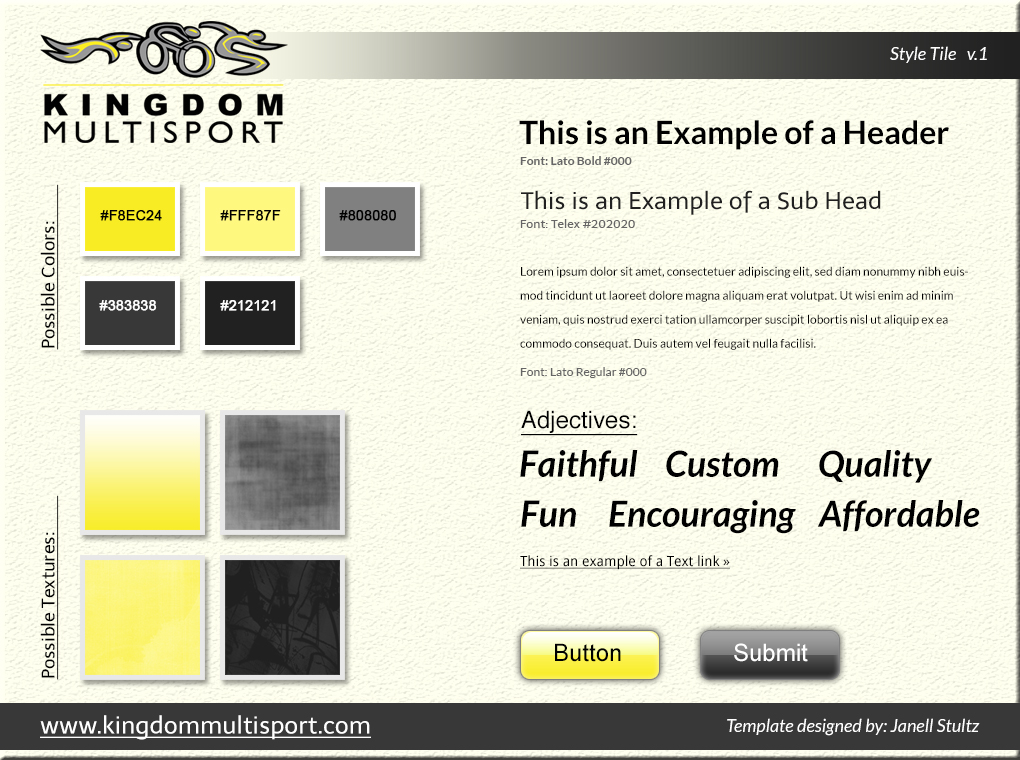 Style Tile v.1
KINGDOM
MULTISPORT
Possible Colors:
#F8EC24
#FFF87F
#808080
#383838
#212121
Possible Textures:
This is an Example of a Header
Font: Lato Bold #000
This is an Example of a Sub Head
Font: Telex #202020
Lorem ipsum dolor sit amet, consectetuer adipiscing elit, sed diam nonummy nibh euis-
mod tincidunt ut laoreet dolore magna aliquam erat volutpat. Ut wisi enim ad minim
veniam, quis nostrud exerci tation ullamcorper suscipit lobortis nisl ut aliquip ex ea
commodo consequat. Duis autem vel feugait nulla facilisi.
Font: Lato Regular #000
Adjectives:
Faithful Custom Quality
Fun Encouraging Affordable
This is an example of a Text link »
Button Submit
www.kingdommultisport.com
Template designed by: Janell Stultz